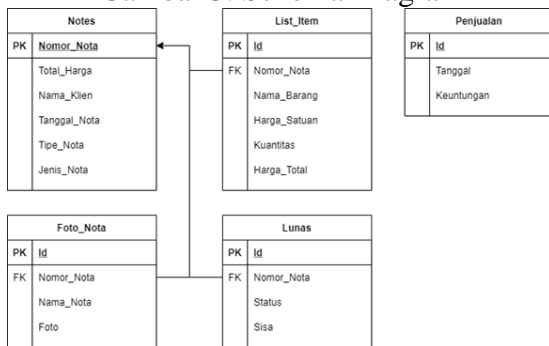 Notes
PK Nomor_Nota
Total_Harga
Nama_Klien
Tanggal_Nota
Tipe_Nota
Jenis_Nota
List_Item
PK Id
FK Nomor_Nota
Nama_Barang
Harga_Satuan
Kuantitas
Harga_Total
Penjualan
PK Id
Tanggal
Keuntungan
Foto_Nota
PK Id
FK Nomor_Nota
Nama_Nota
Foto
Lunas
PK Id
FK Nomor_Nota
Status
Sisa